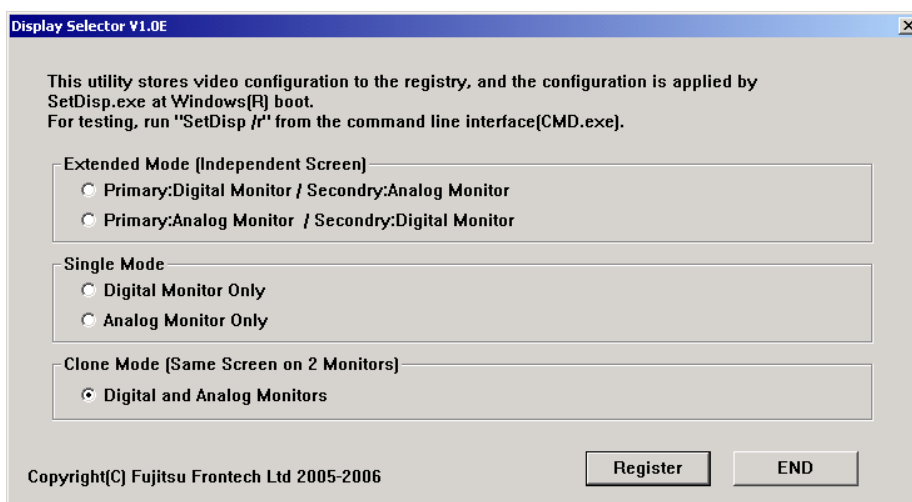 Display Selector V1.0E
This utility stores video configuration to the registry, and the configuration is applied by
SetDisp.exe at Windows(R) boot.
For testing, run "SetDisp /r" from the command line interface(CMD.exe).
Extended Mode (Independent Screen)
Primary:Digital Monitor / Secondry:Analog Monitor
Primary:Analog Monitor / Secondry:Digital Monitor
Single Mode
Digital Monitor Only
Analog Monitor Only
Clone Mode (Same Screen on 2 Monitors)
Digital and Analog Monitors
Register
END
Copyright(C) Fujitsu Frontech Ltd 2005-2006